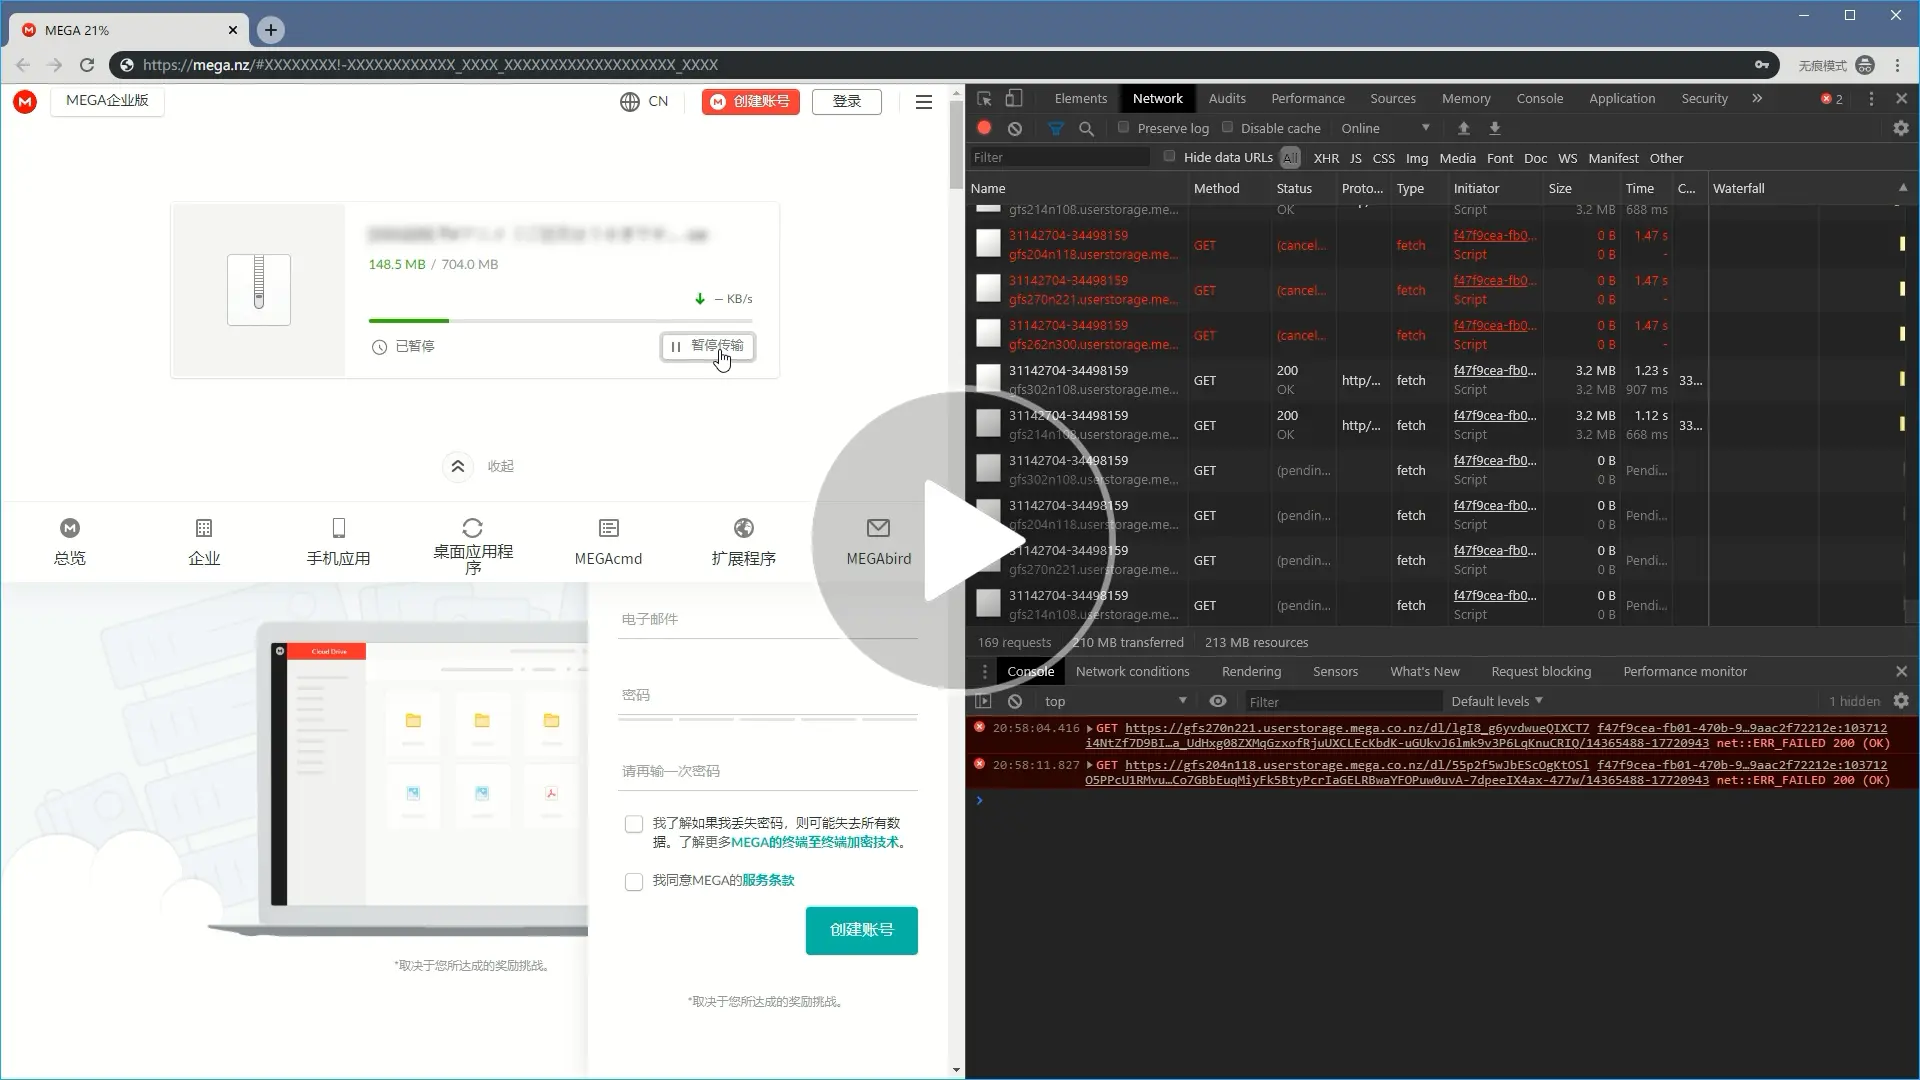 MEGA 21%
https://mega.nz/#XXXXXXXX!-XXXXXXXXXXXX_XXXX_XXXXXXXXXXXXXXXXXXX_XXXX
无痕模式
MEGA企业版
CN
创建账号
登录
148.5 MB / 704.0 MB
— KB/s
已暂停
暂停传输
收起
总览
企业
手机应用
桌面应用程
序
MEGAcmd
扩展程序
MEGAbird
Cloud Drive
*取决于您所达成的奖励挑战。
电子邮件
密码
请再输一次密码
我了解如果我丢失密码，则可能失去所有数
据。了解更多MEGA的终端至终端加密技术。
我同意MEGA的服务条款
创建账号
*取决于您所达成的奖励挑战。
Elements Network Audits Performance Sources Memory Console Application Security » 2
Preserve log Disable cache Online
Filter Hide data URLs All XHR JS CSS Img Media Font Doc WS Manifest Other
Name Method Status Proto... Type Initiator Size Time C... Waterfall
gfs214n108.userstorage.me... OK Script 3.2 MB 688 ms
31142704-34498159 GET (cancel... fetch f47f9cea-fb0... 0 B 1.47 s
gfs204n118.userstorage.me... Script 0 B -
31142704-34498159 GET (cancel... fetch f47f9cea-fb0... 0 B 1.47 s
gfs270n221.userstorage.me... Script 0 B -
31142704-34498159 GET (cancel... fetch f47f9cea-fb0... 0 B 1.47 s
gfs262n300.userstorage.me... Script 0 B -
31142704-34498159 GET 200 http/... fetch f47f9cea-fb0... 3.2 MB 1.23 s 33...
gfs302n108.userstorage.me... OK Script 3.2 MB 907 ms
31142704-34498159 GET 200 http/... fetch f47f9cea-fb0... 3.2 MB 1.12 s 33...
gfs214n108.userstorage.me... OK Script 3.2 MB 668 ms
31142704-34498159 GET (pendin... fetch f47f9cea-fb0... 0 B Pendi...
gfs302n108.userstorage.me... Script 0 B
31142704-34498159 GET (pendin... fetch f47f9cea-fb0... 0 B Pendi...
gfs204n118.userstorage.me... Script 0 B
31142704-34498159 GET (pendin... fetch f47f9cea-fb0... 0 B Pendi...
gfs270n221.userstorage.me... Script 0 B
31142704-34498159 GET (pendin... fetch f47f9cea-fb0... 0 B Pendi...
gfs214n108.userstorage.me... Script 0 B
169 requests 210 MB transferred 213 MB resources
Console Network conditions Rendering Sensors What's New Request blocking Performance monitor
top Filter Default levels 1 hidden
20:58:04.416 GET https://gfs270n221.userstorage.mega.co.nz/dl/lgI8_g6yvdwueQIXCT7 f47f9cea-fb01-470b-9…9aac2f72212e:103712
i4NtZf7D9BI…a_UdHxg08ZXMqGzxofRjuUXCLEcKbdK-uGUkvJ6lmk9v3P6LqKnuCRIQ/14365488-17720943 net::ERR_FAILED 200 (OK)
20:58:11.827 GET https://gfs204n118.userstorage.mega.co.nz/dl/55p2f5wJbEScOgKtOSl f47f9cea-fb01-470b-9…9aac2f72212e:103712
O5PPcU1RMvu…Co7GBbEuqMiyFk5BtyPcrIaGELRBwaYFOPuw0uvA-7dpeeIX4ax-477w/14365488-17720943 net::ERR_FAILED 200 (OK)